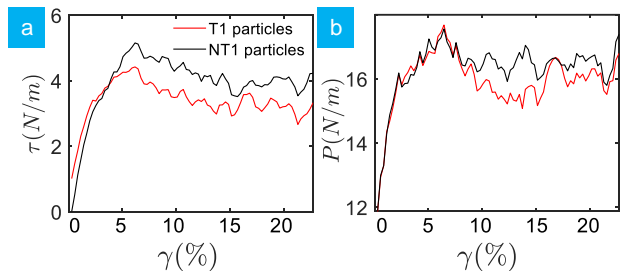 a
T1 particles
NT1 particles
τ(N/m)
6
4
2
0
0 5 10 15 20
γ(%)
b
P(N/m)
16
14
12
0 5 10 15 20
γ(%)